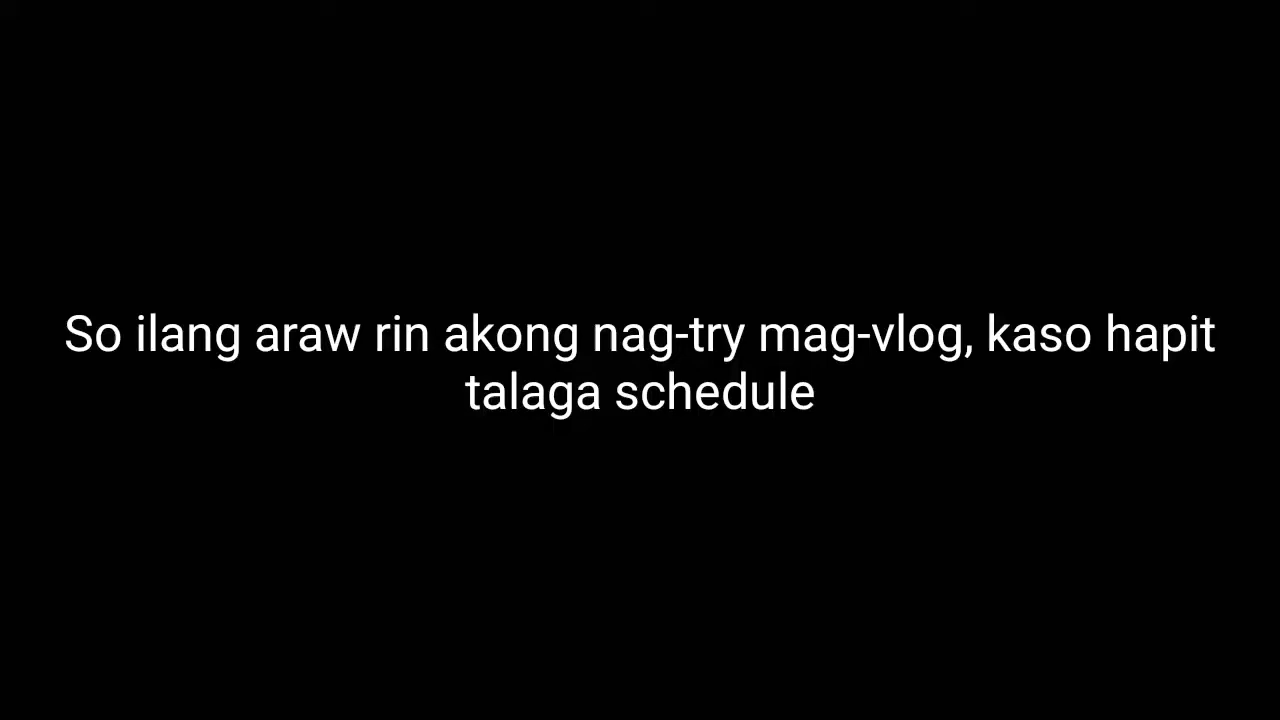 So ilang araw rin akong nag-try mag-vlog, kaso hapit
talaga schedule